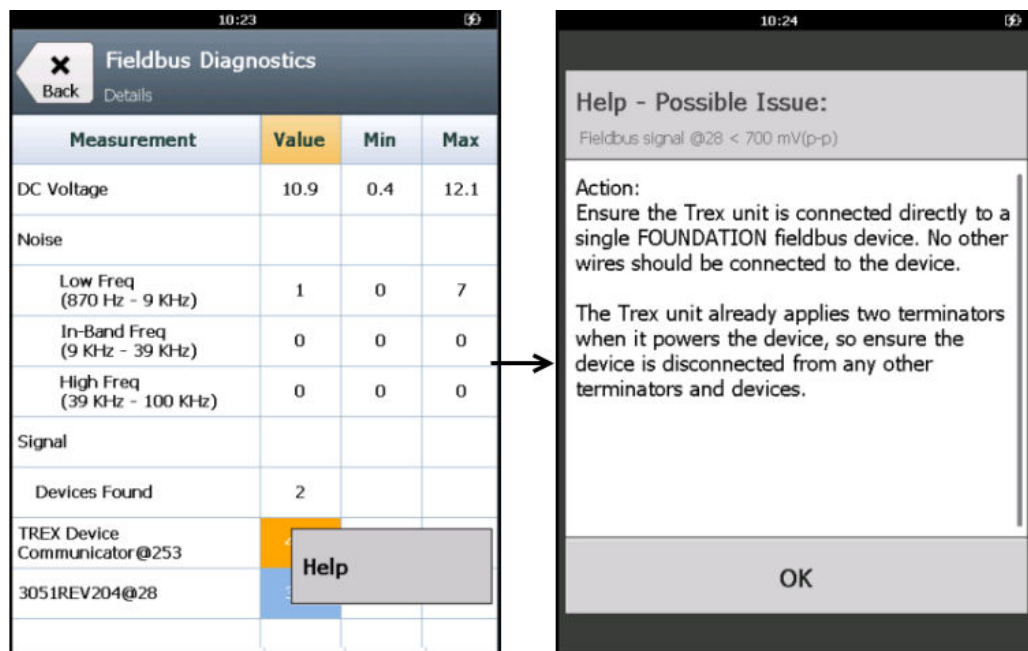 10:23
Back
Fieldbus Diagnostics
Details
Measurement Value Min Max
DC Voltage 10.9 0.4 12.1
Noise
Low Freq
(870 Hz - 9 KHz) 1 0 7
In-Band Freq
(9 KHz - 39 KHz) 0 0 0
High Freq
(39 KHz - 100 KHz) 0 0 0
Signal
Devices Found 2
TREX Device
Communicator@253
3051REV204@28
Help
10:24
Help - Possible Issue:
Fieldbus signal @28 < 700 mV(p-p)
Action:
Ensure the Trex unit is connected directly to a
single FOUNDATION fieldbus device. No other
wires should be connected to the device.
The Trex unit already applies two terminators
when it powers the device, so ensure the
device is disconnected from any other
terminators and devices.
OK